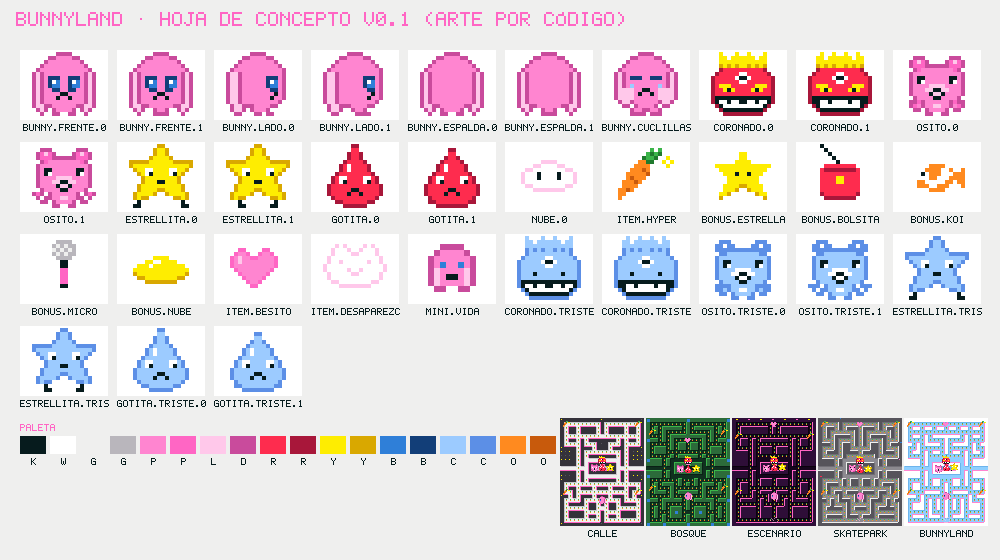 BUNNYLAND · HOJA DE CONCEPTO V0.1 (ARTE POR CóDIGO)
BUNNY.FRENTE.0 BUNNY.FRENTE.1 BUNNY.LADO.0 BUNNY.LADO.1 BUNNY.ESPALDA.0 BUNNY.ESPALDA.1 BUNNY.CUCLILLAS CORONADO.0 CORONADO.1 OSITO.0
OSITO.1 ESTRELLITA.0 ESTRELLITA.1 GOTITA.0 GOTITA.1 NUBE.0 ITEM.HYPER BONUS.ESTRELLA BONUS.BOLSITA BONUS.KOI
BONUS.MICRO BONUS.NUBE ITEM.BESITO ITEM.DESAPAREZC MINI.VIDA CORONADO.TRISTE CORONADO.TRISTE OSITO.TRISTE.0 OSITO.TRISTE.1 ESTRELLITA.TRIS
ESTRELLITA.TRIS GOTITA.TRISTE.0 GOTITA.TRISTE.1
PALETA
K W G G P P L D R R Y Y B B C C O O
CALLE BOSQUE ESCENARIO SKATEPARK BUNNYLAND